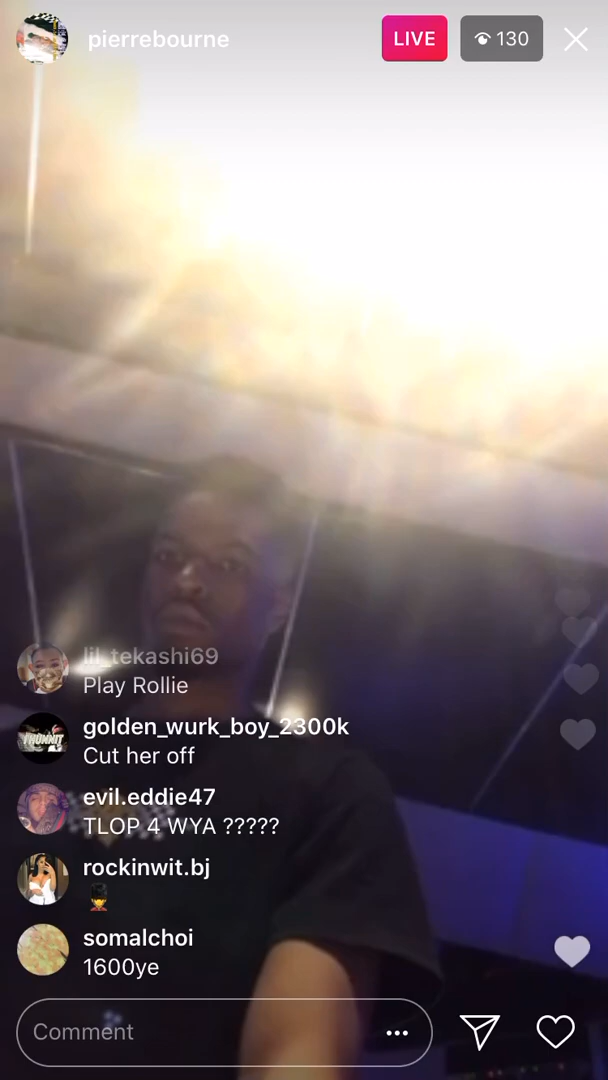 pierrebourne
LIVE
130
lil_tekashi69
Play Rollie
golden_wurk_boy_2300k
Cut her off
evil.eddie47
TLOP 4 WYA ?????
rockinwit.bj
somalchoi
1600ye
Comment